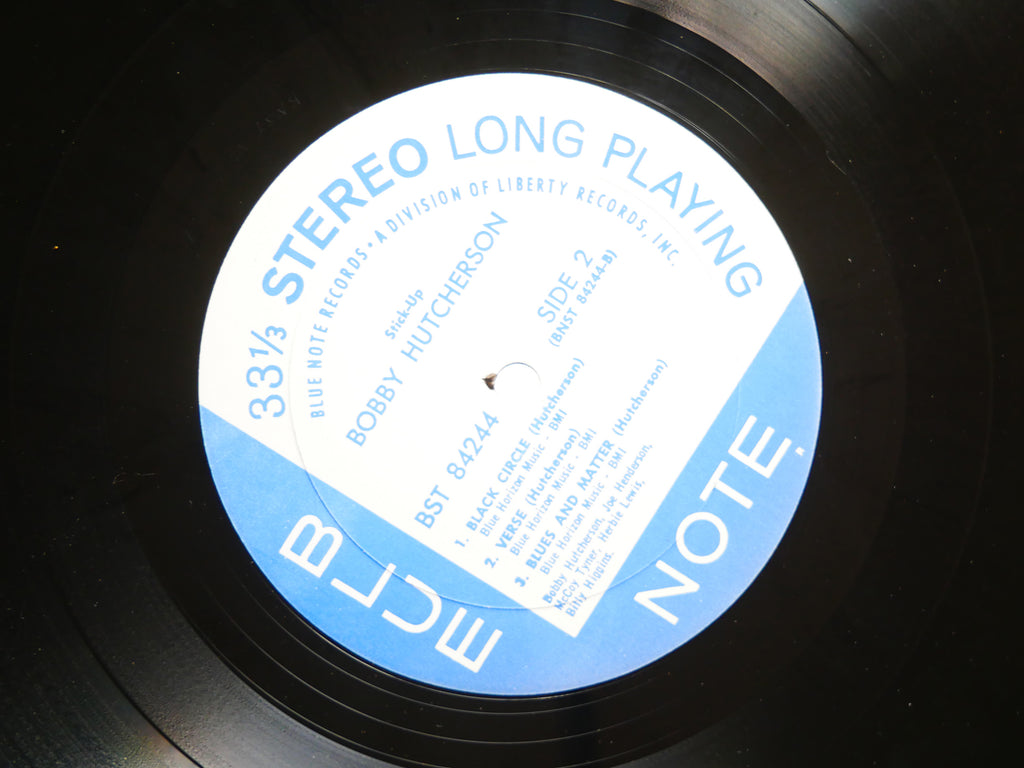 33 1/3 STEREO LONG PLAYING
BLUE NOTE RECORDS • A DIVISION OF LIBERTY RECORDS, INC.
Stick-Up
BOBBY HUTCHERSON
BST 84244
SIDE 2
(BNST 84244-B)
1. BLACK CIRCLE (Hutcherson)
Blue Horizon Music - BMI
2. VERSE (Hutcherson)
Blue Horizon Music - BMI
3. BLUES AND MATTER (Hutcherson)
Blue Horizon Music - BMI
Bobby Hutcherson, Joe Henderson,
McCoy Tyner, Herbie Lewis,
Billy Higgins.
BLUE NOTE